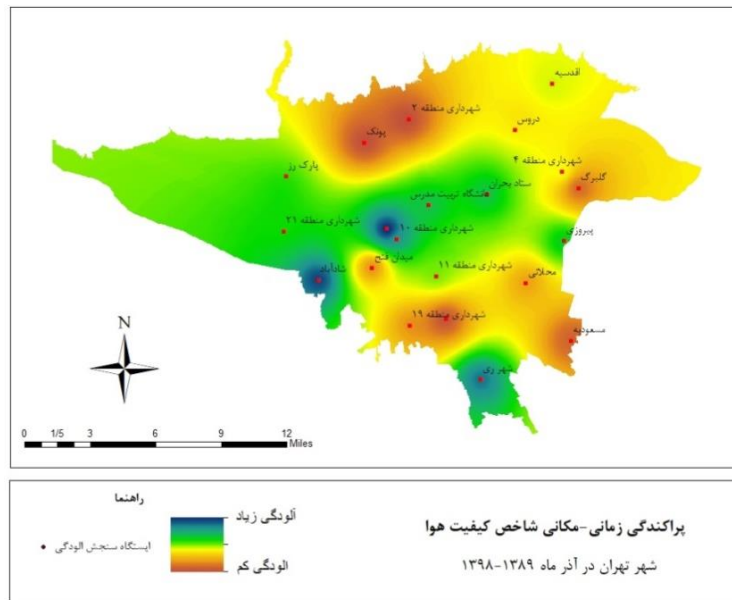 اقدسیه
شهرداری منطقه ۲
دروس
پونک
شهرداری منطقه ۴
پارک رز
گلبرگ
ستاد بحران
دانشگاه تربیت مدرس
شهرداری منطقه ۲۱
شهرداری منطقه ۱۰
پیروزی
میدان فتح
شهرداری منطقه ۱۱
شادآباد
محلاتی
شهرداری منطقه ۱۹
مسعودیه
شهر ری
N
0 1/5 3 6 9 12
Miles
راهنما
آلودگی زیاد
ایستگاه سنجش الودگی
الودگی کم
پراکندگی زمانی-مکانی شاخص کیفیت هوا
شهر تهران در آذر ماه ۱۳۸۹-۱۳۹۸